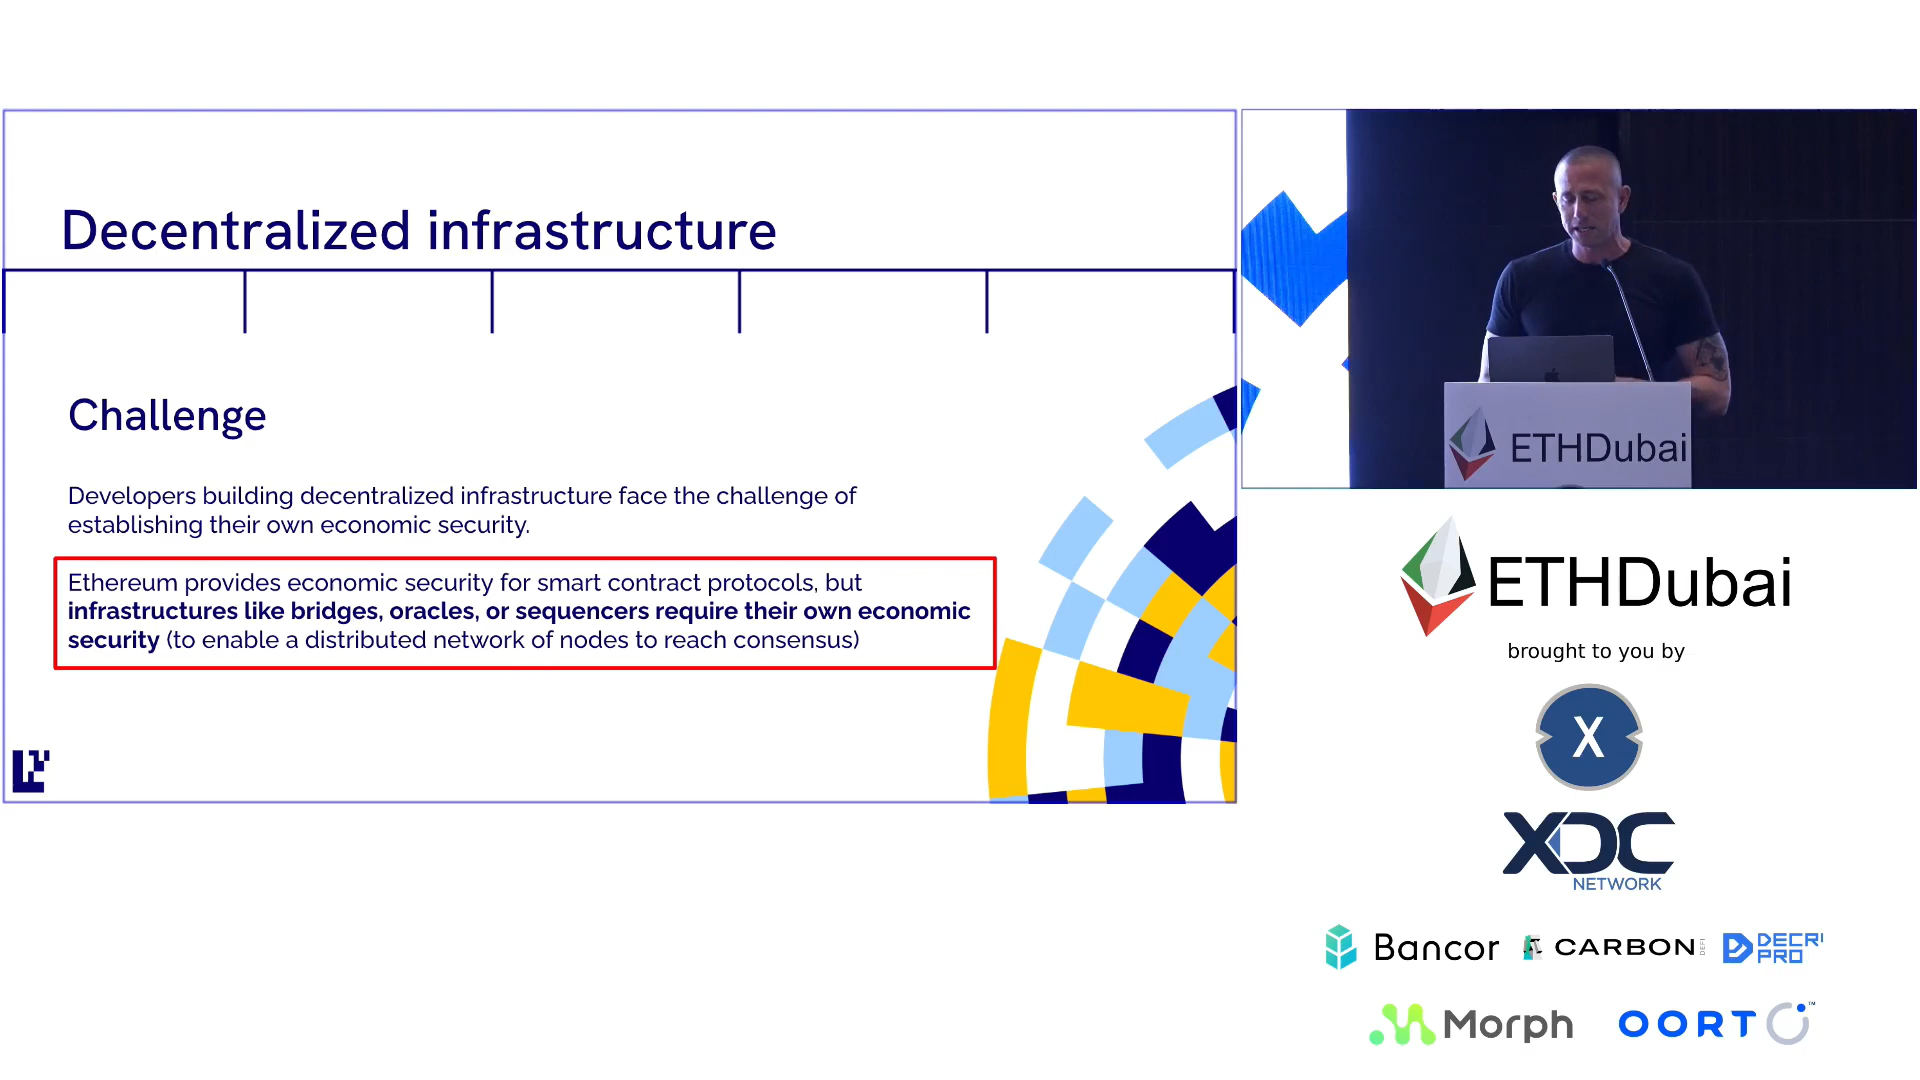 Decentralized infrastructure
Challenge
Developers building decentralized infrastructure face the challenge of
establishing their own economic security.
Ethereum provides economic security for smart contract protocols, but
infrastructures like bridges, oracles, or sequencers require their own economic
security (to enable a distributed network of nodes to reach consensus)
ETHDubai
ETHDubai
brought to you by
X
XDC
NETWORK
Bancor
CARBON
DEFI
DECRI
PRO
Morph
OORT
™